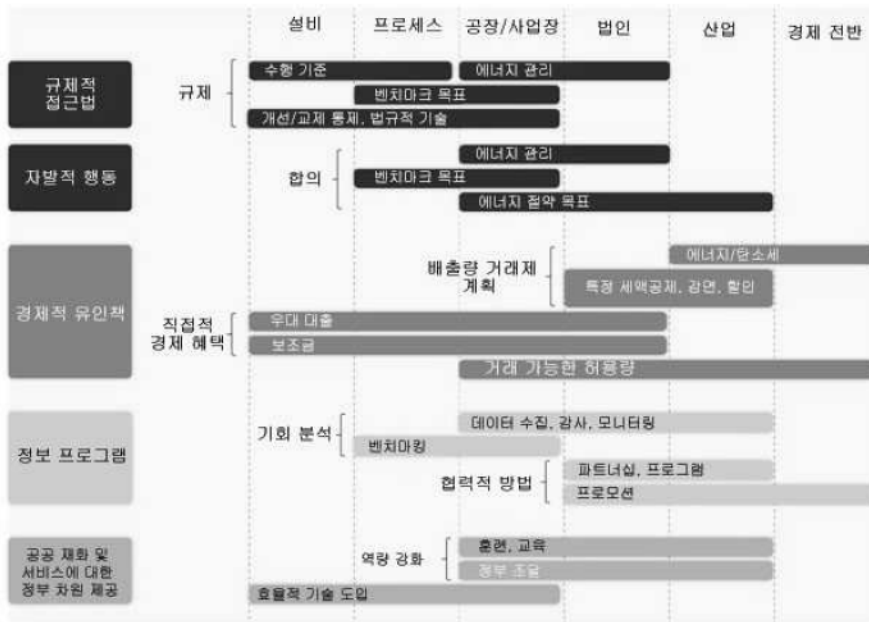 설비 프로세스 공장/사업장 법인 산업 경제 전반
규제적
접근법
규제
수행 기준
에너지 관리
벤치마크 목표
개선/교체 통제, 법규적 기술
자발적 행동
합의
에너지 관리
벤치마크 목표
에너지 절약 목표
경제적 유인책
배출량 거래제
계획
에너지/탄소세
특정 세액공제, 감면, 할인
직접적
경제 혜택
우대 대출
보조금
거래 가능한 허용량
정보 프로그램
기회 분석
데이터 수집, 감사, 모니터링
벤치마킹
협력적 방법
파트너십, 프로그램
프로모션
공공 재화 및
서비스에 대한
정부 차원 제공
역량 강화
훈련, 교육
정부 조달
효율적 기술 도입